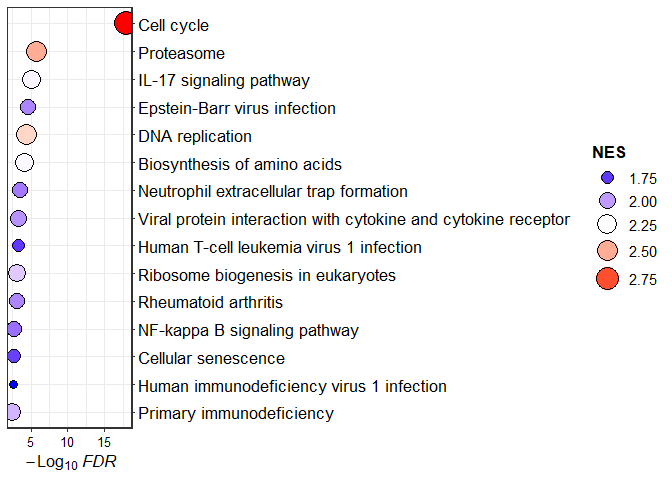 Cell cycle
Proteasome
IL-17 signaling pathway
Epstein-Barr virus infection
DNA replication
Biosynthesis of amino acids
Neutrophil extracellular trap formation
Viral protein interaction with cytokine and cytokine receptor
Human T-cell leukemia virus 1 infection
Ribosome biogenesis in eukaryotes
Rheumatoid arthritis
NF-kappa B signaling pathway
Cellular senescence
Human immunodeficiency virus 1 infection
Primary immunodeficiency
5 10 15
−Log₁₀ FDR
NES
1.75
2.00
2.25
2.50
2.75